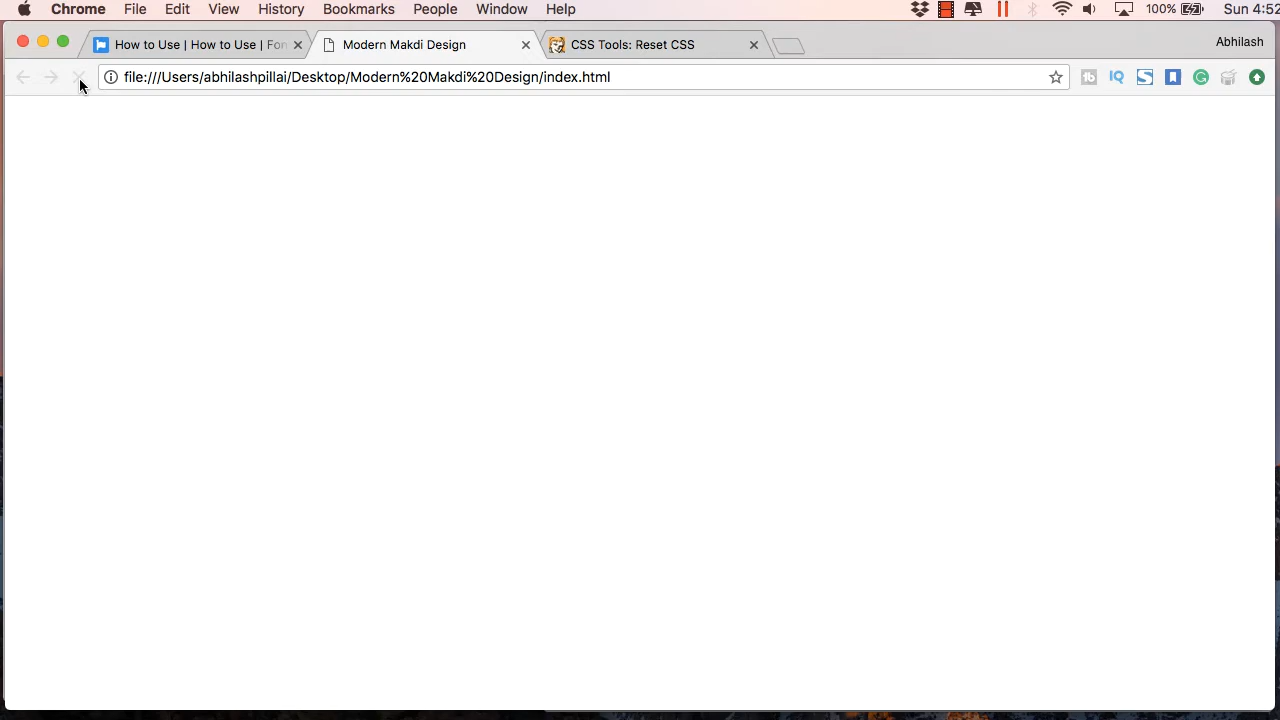 Chrome File Edit View History Bookmarks People Window Help 100% Sun 4:52
How to Use | How to Use | Fon Modern Makdi Design CSS Tools: Reset CSS Abhilash
file:///Users/abhilashpillai/Desktop/Modern%20Makdi%20Design/index.html